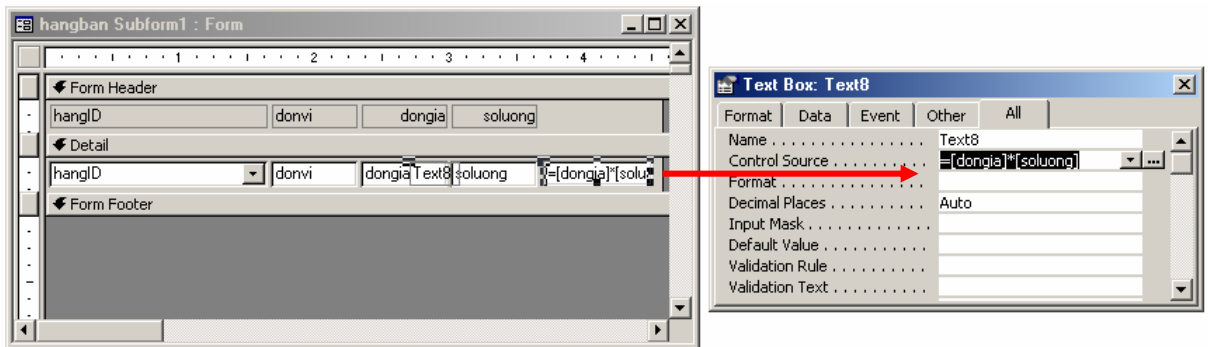 hangban Subform1 : Form
1 2 3 4
Form Header
hangID donvi dongia soluong
Detail
hangID donvi dongia Text8 soluong =[dongia]*[solu
Form Footer
Text Box: Text8
Format Data Event Other All
Name . . . . . . . . . . . . . . . . Text8
Control Source . . . . . . . . . . =[dongia]*[soluong]
Format . . . . . . . . . . . . . . .
Decimal Places . . . . . . . . . . Auto
Input Mask . . . . . . . . . . . . .
Default Value . . . . . . . . . . .
Validation Rule . . . . . . . . . .
Validation Text . . . . . . . . . .